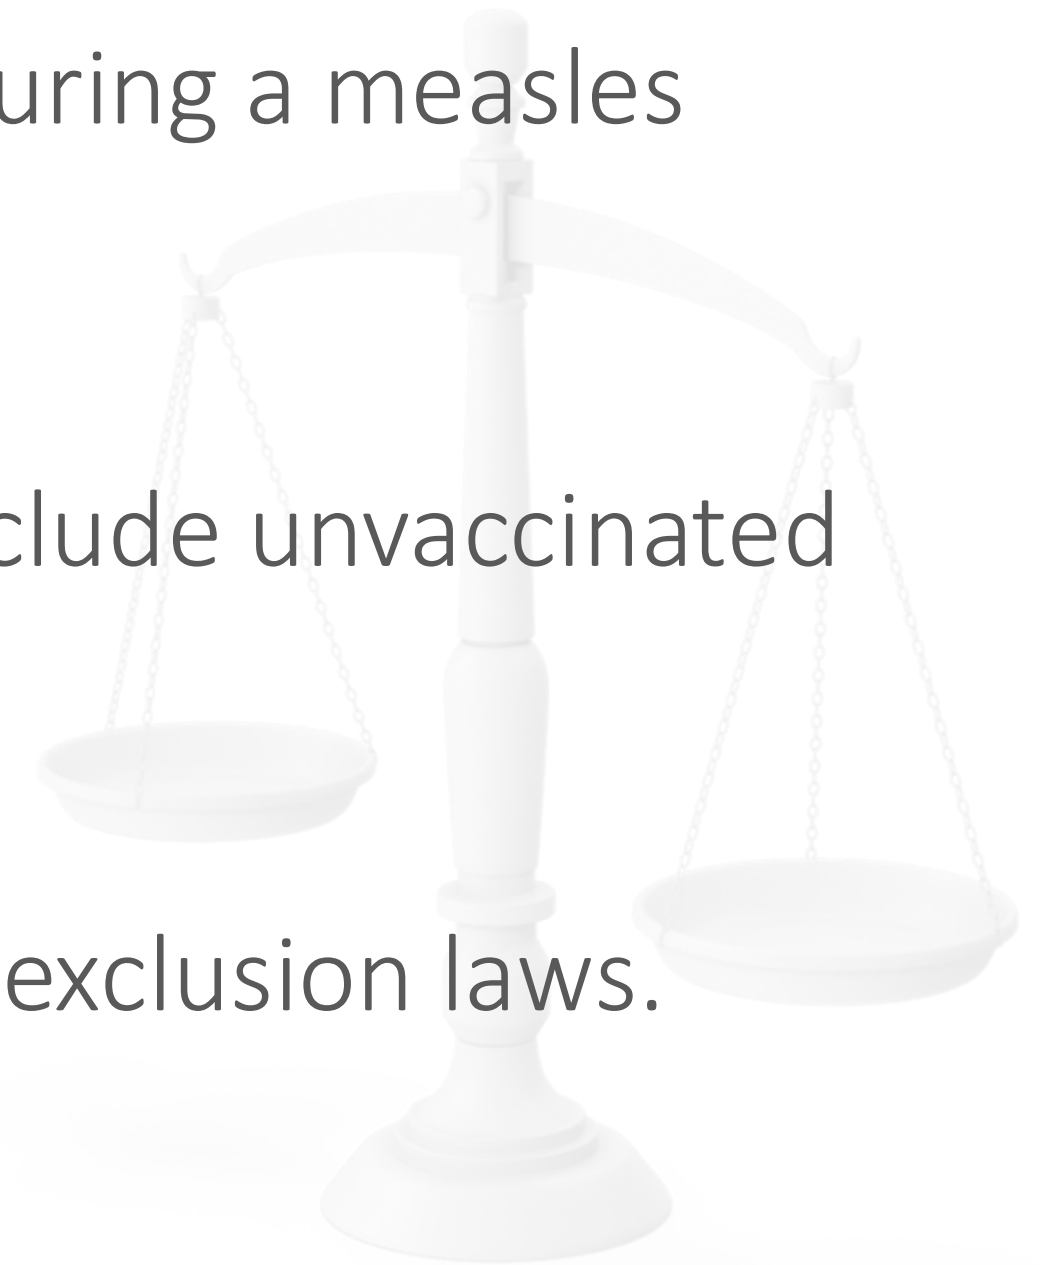 uring a measles
clude unvaccinated
exclusion laws.